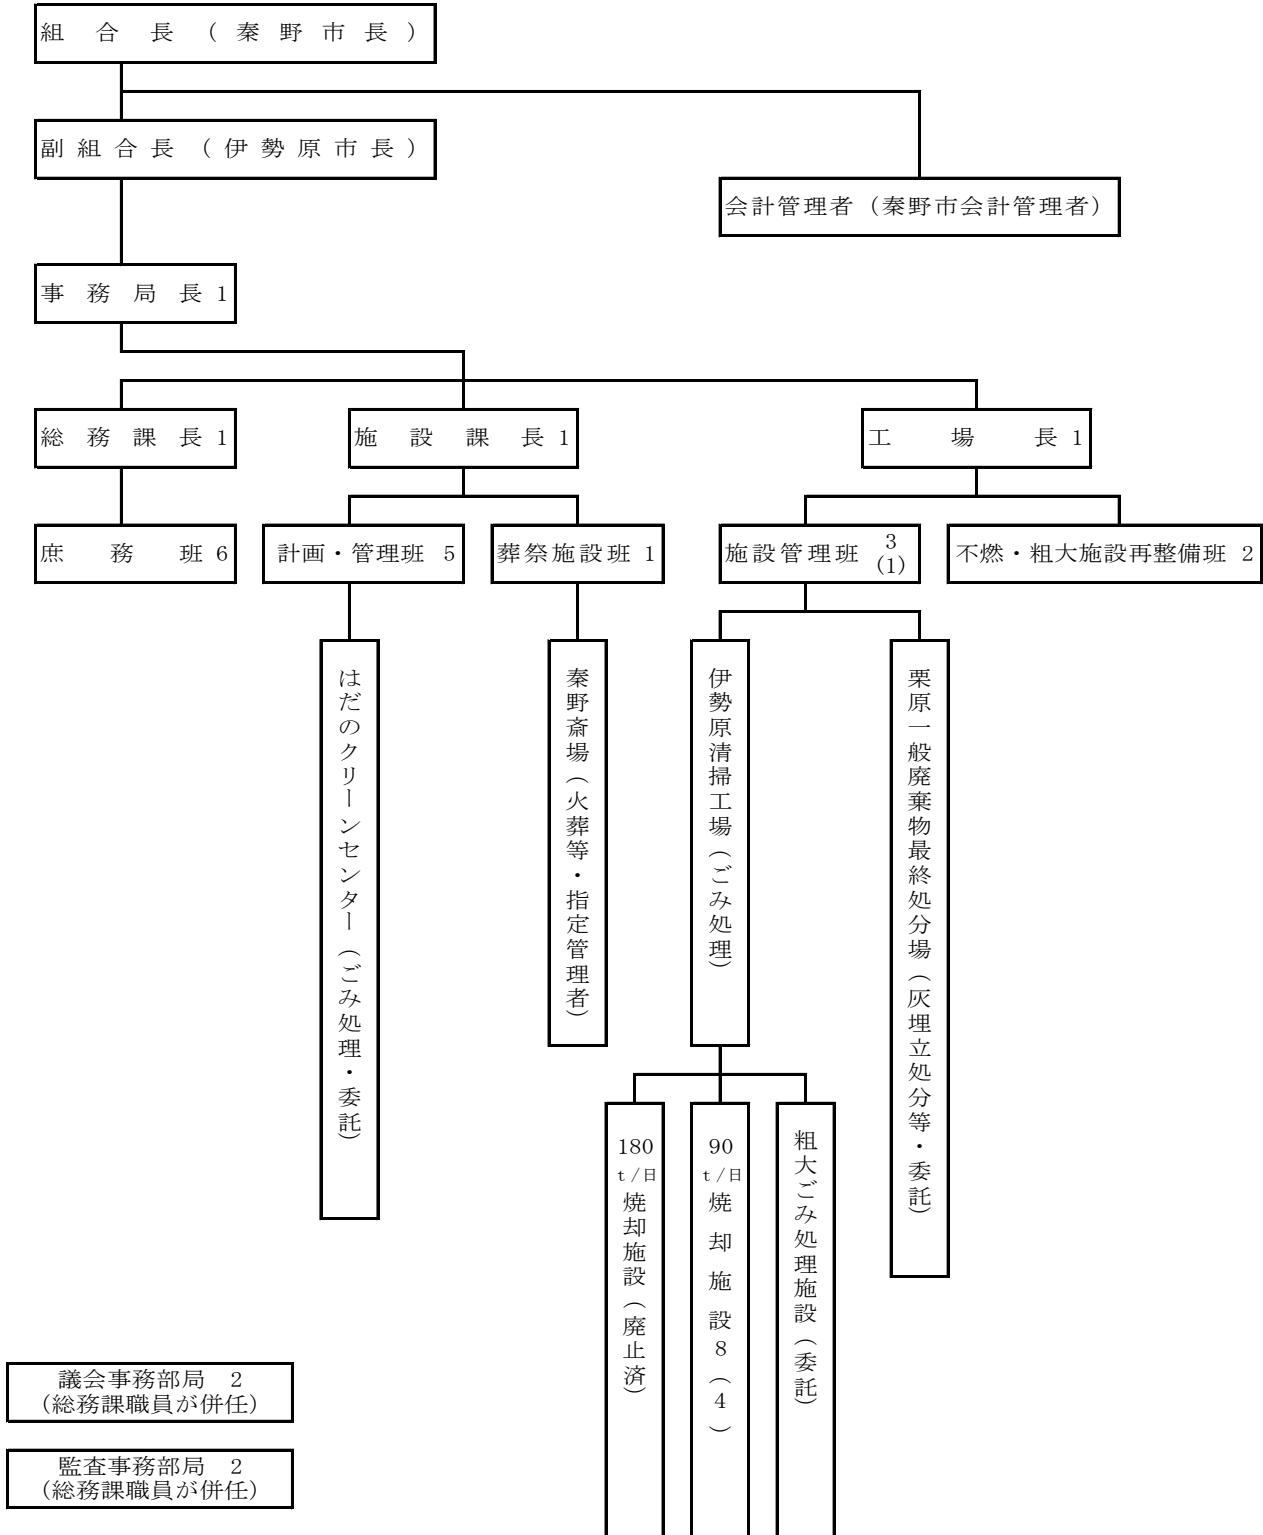 組合長（秦野市長）
副組合長（伊勢原市長）
会計管理者（秦野市会計管理者）
事務局長 1
総務課長 1
施設課長 1
工場長 1
庶務班 6
計画・管理班 5
葬祭施設班 1
施設管理班 3
(1)
不燃・粗大施設再整備班 2
はだのクリーンセンター（ごみ処理・委託）
秦野斎場（火葬等・指定管理者）
伊勢原清掃工場（ごみ処理）
栗原一般廃棄物最終処分場（灰埋立処分等・委託）
180
t/日
焼却施設（廃止済）
90
t/日
焼却施設8（4）
粗大ごみ処理施設（委託）
議会事務部局 2
(総務課職員が併任)
監査事務部局 2
(総務課職員が併任)